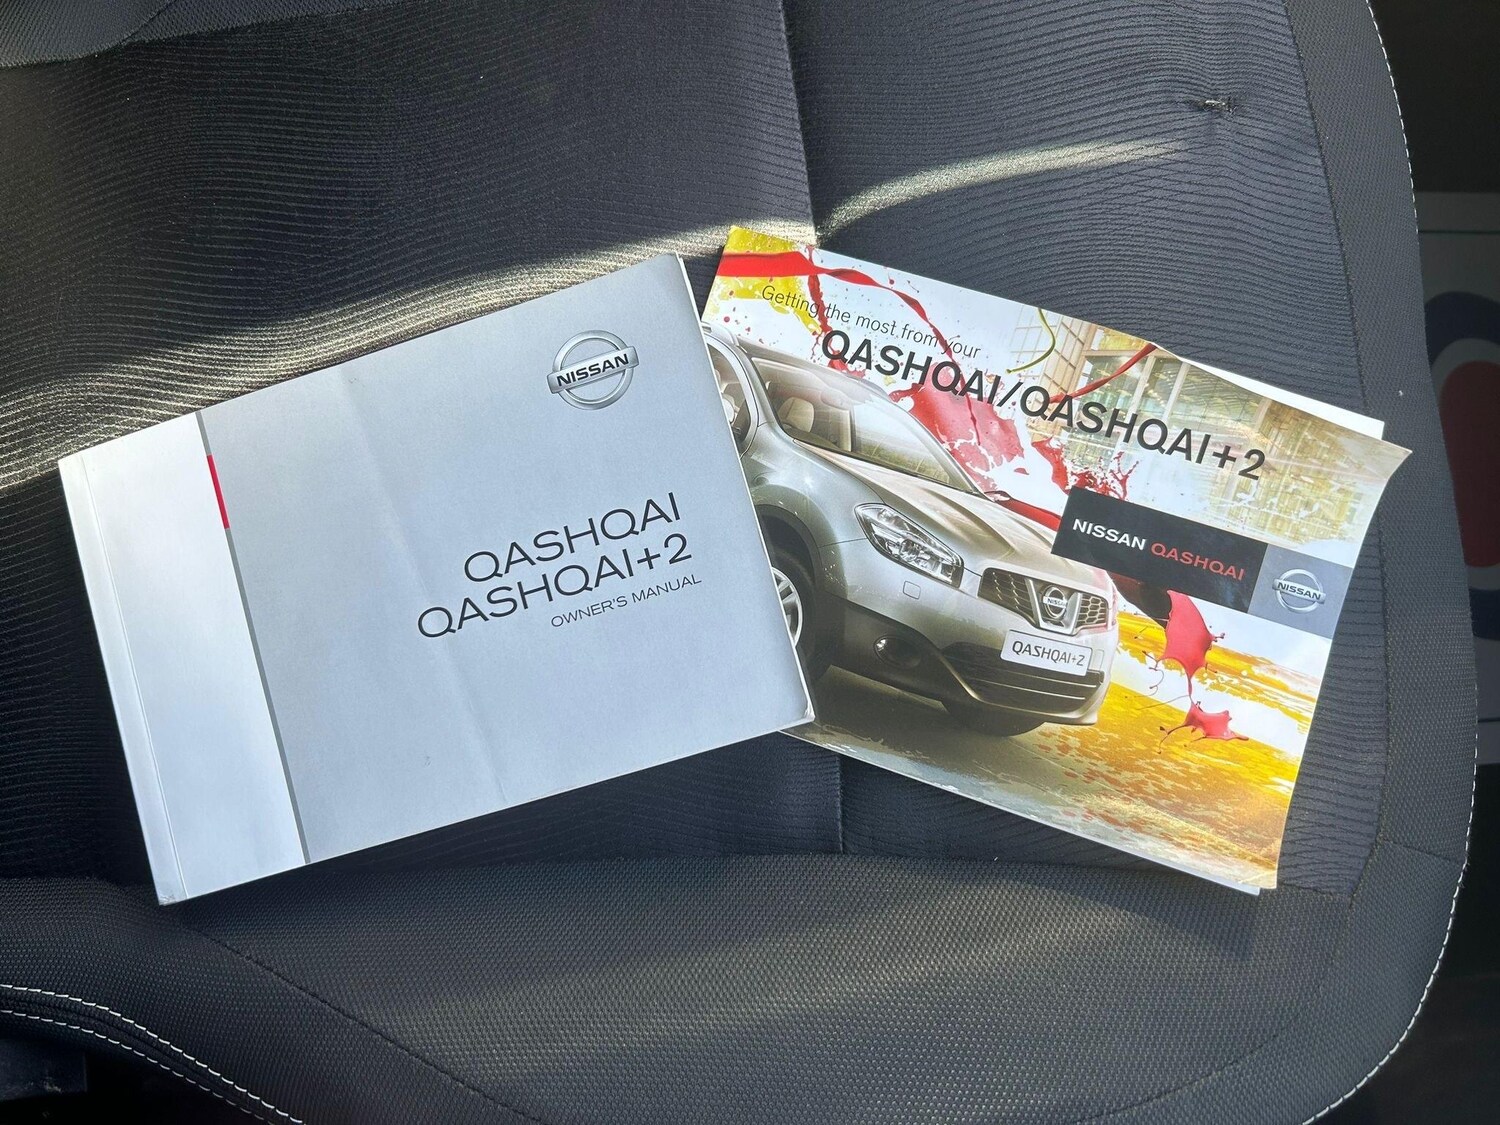 NISSAN
QASHQAI
QASHQAI+2
OWNER'S MANUAL
Getting the most from your
QASHQAI/QASHQAI+2
NISSAN QASHQAI
NISSAN
NISSAN
QASHQAI+2